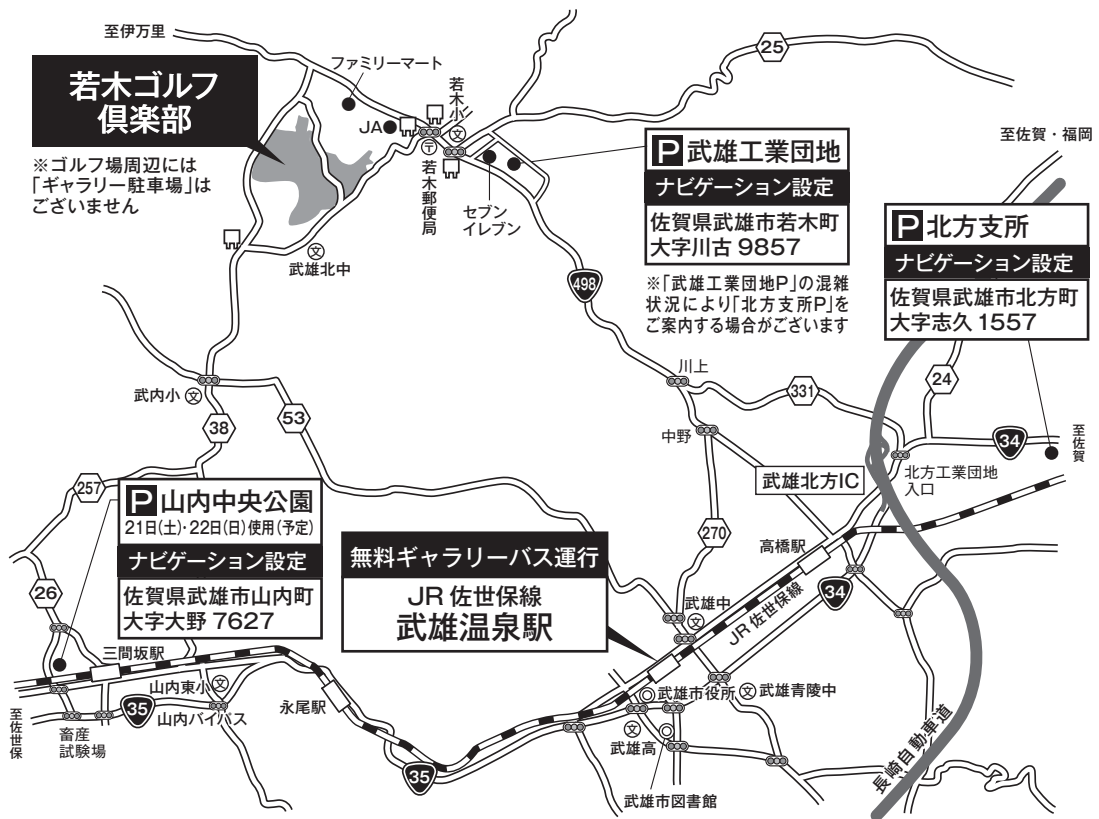 至伊万里
ファミリーマート
若木小
25
若木ゴルフ
倶楽部
※ゴルフ場周辺には
「ギャラリー駐車場」は
ございません
JA
文
〒
若木郵便局
セブン
イレブン
文
武雄北中
P 武雄工業団地
ナビゲーション設定
佐賀県武雄市若木町
大字川古 9857
※「武雄工業団地P」の混雑
状況により「北方支所P」を
ご案内する場合がございます
至佐賀・福岡
P 北方支所
ナビゲーション設定
佐賀県武雄市北方町
大字志久 1557
498
川上
331
24
武内小 文
38
53
中野
34
至佐賀
武雄北方IC
北方工業団地
入口
257
P 山内中央公園
21日(土)・22日(日)使用(予定)
ナビゲーション設定
佐賀県武雄市山内町
大字大野 7627
26
無料ギャラリーバス運行
JR 佐世保線
武雄温泉駅
270
高橋駅
武雄中
文
JR 佐世保線
34
三間坂駅
山内東小 文
35
山内バイパス
至佐世保
畜産
試験場
永尾駅
35
武雄市役所
文 武雄青陵中
文
武雄高
武雄市図書館
長崎自動車道